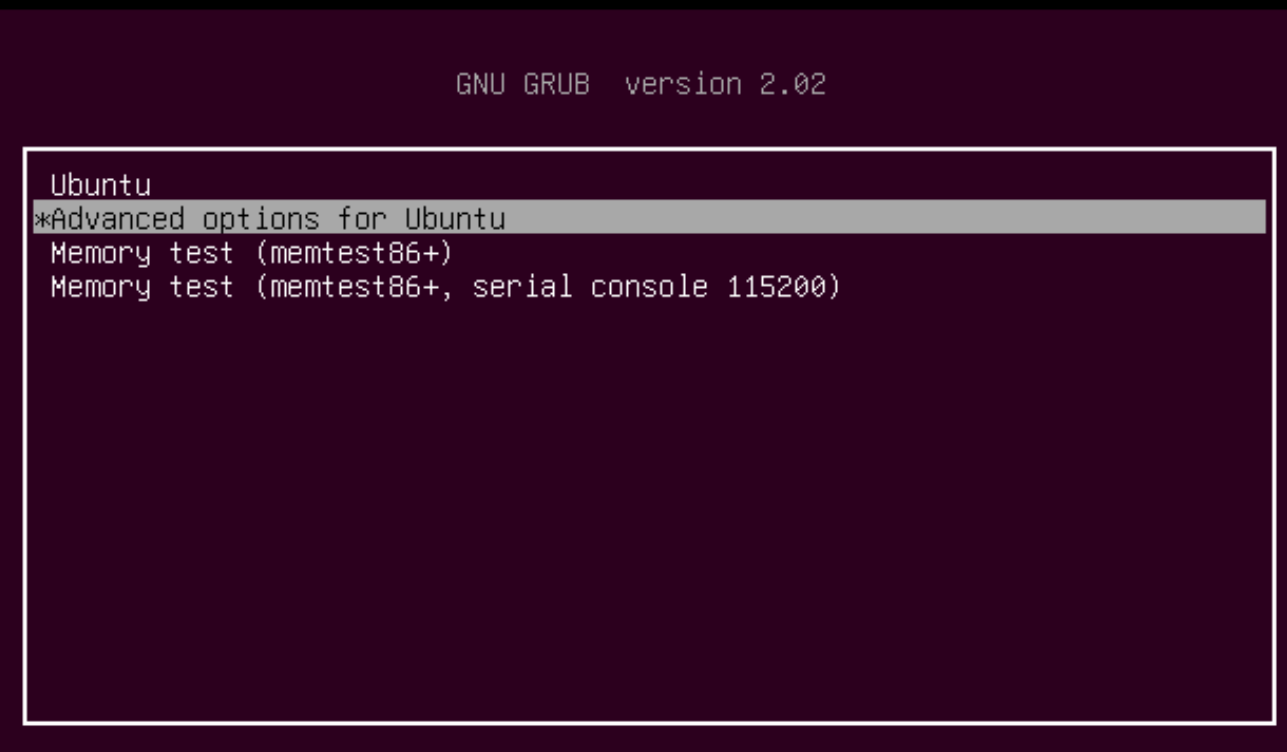 GNU GRUB  version 2.02
Ubuntu
*Advanced options for Ubuntu
Memory test (memtest86+)
Memory test (memtest86+, serial console 115200)